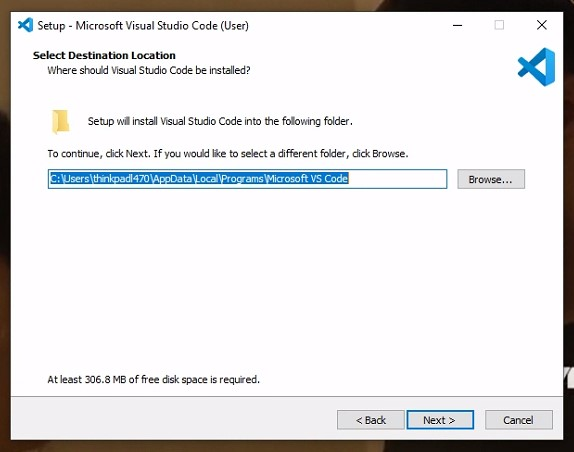 Setup - Microsoft Visual Studio Code (User)
Select Destination Location
Where should Visual Studio Code be installed?
Setup will install Visual Studio Code into the following folder.
To continue, click Next. If you would like to select a different folder, click Browse.
C:\Users\thinkpadl470\AppData\Local\Programs\Microsoft VS Code
Browse...
At least 306.8 MB of free disk space is required.
< Back
Next >
Cancel